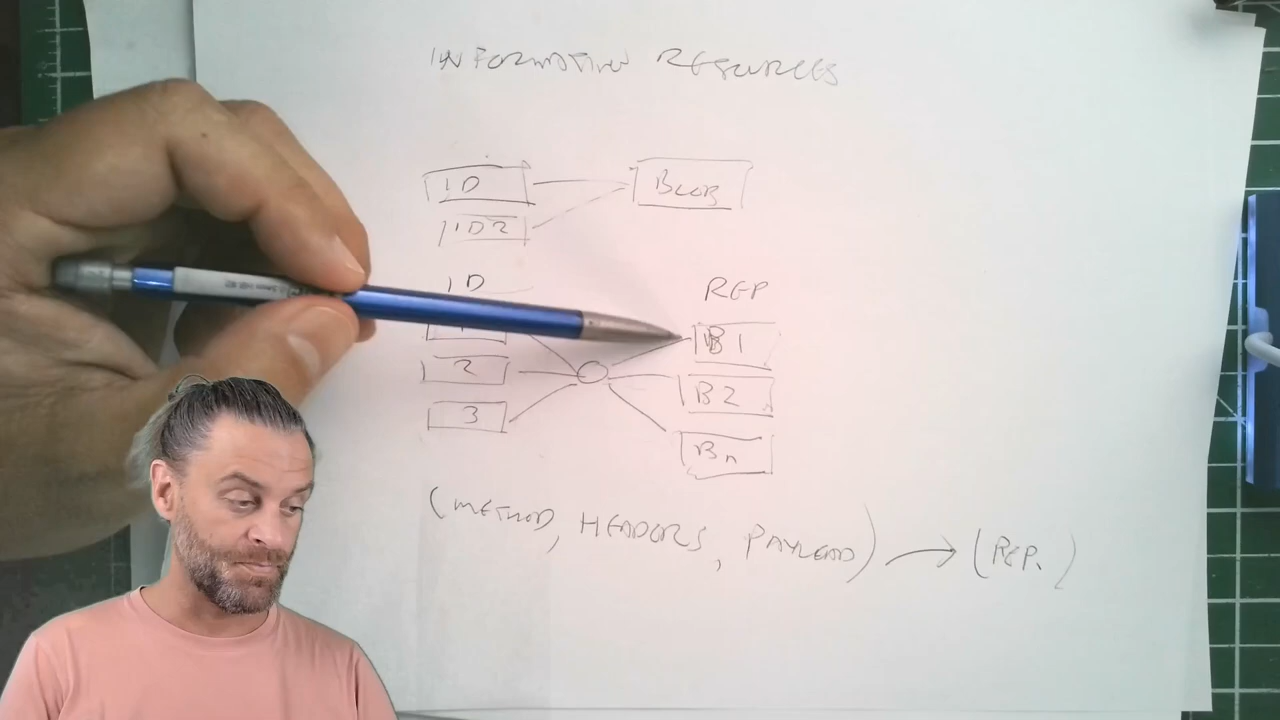 INFORMATION RESOURCES
ID
BLOB
ID2
ID
REP
B1
2
B2
3
Bn
(METHOD, HEADERS, PAYLOAD) → (REP.)